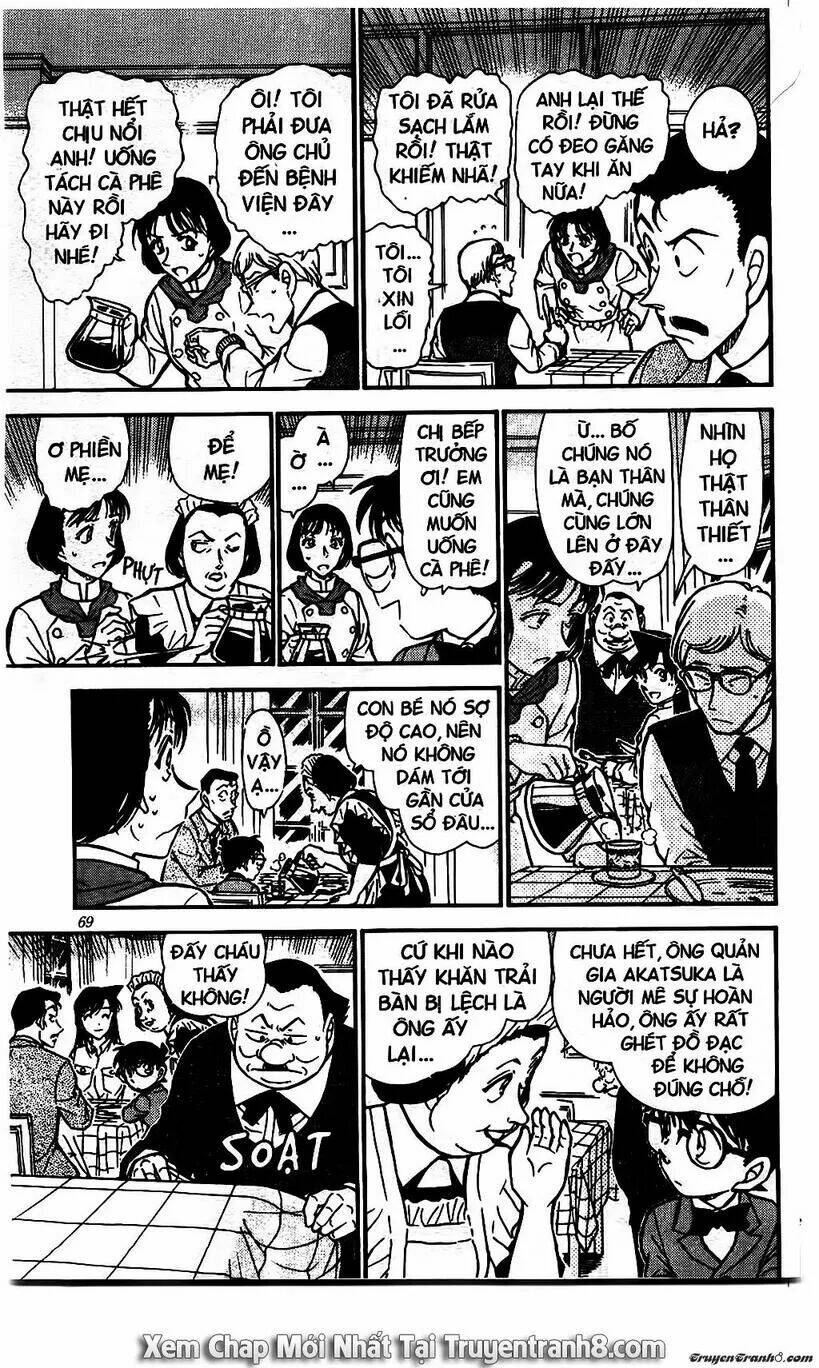 HẢ?
ANH LẠI THẾ
RỒI! ĐỪNG
CÓ ĐEO GĂNG
TAY KHI ĂN
NỮA!
TÔI ĐÃ RỬA
SẠCH LẮM
RỒI! THẬT
KHIẾM NHÃ!
TÔI...
TÔI
XIN
LỒI
...
ÔI! TÔI
PHẢI ĐƯA
ÔNG CHỦ
ĐẾN BỆNH
VIỆN ĐÂY
...
THẬT HẾT
CHỊU NỔI
ANH! UỐNG
TÁCH CÀ PHÊ
NÀY RỒI
HÃY ĐI
NHÉ!
NHÌN
HỌ
THẬT
THÂN
THIẾT
...
Ừ... BỐ
CHÚNG NÓ
LÀ BẠN THÂN
MÀ, CHÚNG
CÙNG LỚN
LÊN Ở ĐÂY
ĐẤY...
CHỊ BẾP
TRƯỞNG
ƠI! EM
CŨNG
MUỐN
UỐNG
CÀ PHÊ!
À
Ờ ...
...
ĐỂ
MẸ!
Ơ PHIỀN
MẸ...
PHỰT
CON BÉ NÓ SỢ
ĐỘ CAO, NÊN
NÓ KHÔNG
DÁM TỚI
GẦN CỬA
SỔ ĐÂU...
Ồ
VẬY
Ạ...
69
CHƯA HẾT, ÔNG QUẢN
GIA AKATSUKA LÀ
NGƯỜI MÊ SỰ HOÀN
HẢO, ÔNG ẤY RẤT
GHÉT ĐỒ ĐẠC
ĐỂ KHÔNG
ĐÚNG CHỖ!
CỨ KHI NÀO
THẤY KHĂN TRẢI
BÀN BỊ LỆCH LÀ
ÔNG ẤY
LẠI...
ĐẤY CHÁU
THẤY
KHÔNG!
SOẠT
Xem Chap Mới Nhất Tại Truyentranh8.com
TruyenTranh8.com